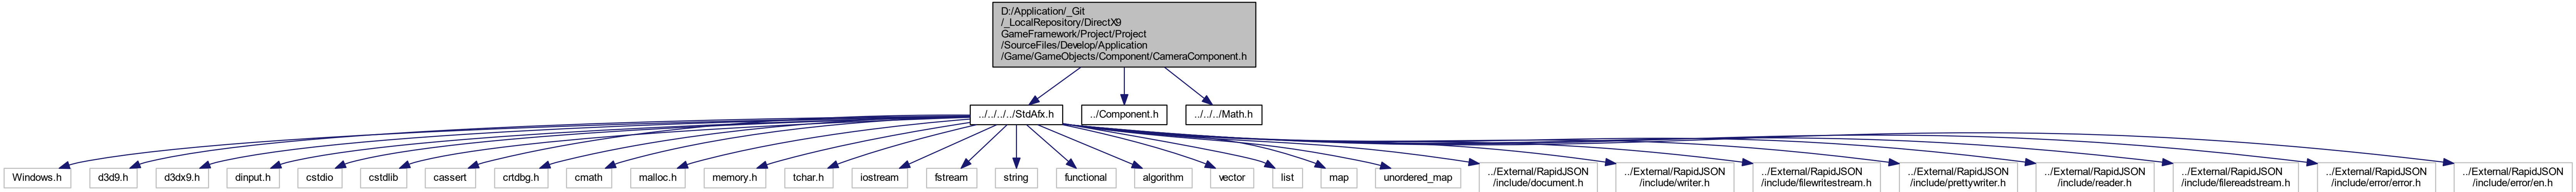 D:/Application/_Git
/_LocalRepository/DirectX9
GameFramework/Project/Project
/SourceFiles/Develop/Application
/Game/GameObjects/Component/CameraComponent.h
../../../../StdAfx.h
../Component.h
../../../Math.h
Windows.h
d3d9.h
d3dx9.h
dinput.h
cstdio
cstdlib
cassert
crtdbg.h
cmath
malloc.h
memory.h
tchar.h
iostream
fstream
string
functional
algorithm
vector
list
map
unordered_map
../External/RapidJSON
/include/document.h
../External/RapidJSON
/include/writer.h
../External/RapidJSON
/include/filewritestream.h
../External/RapidJSON
/include/prettywriter.h
../External/RapidJSON
/include/reader.h
../External/RapidJSON
/include/filereadstream.h
../External/RapidJSON
/include/error/error.h
../External/RapidJSON
/include/error/en.h